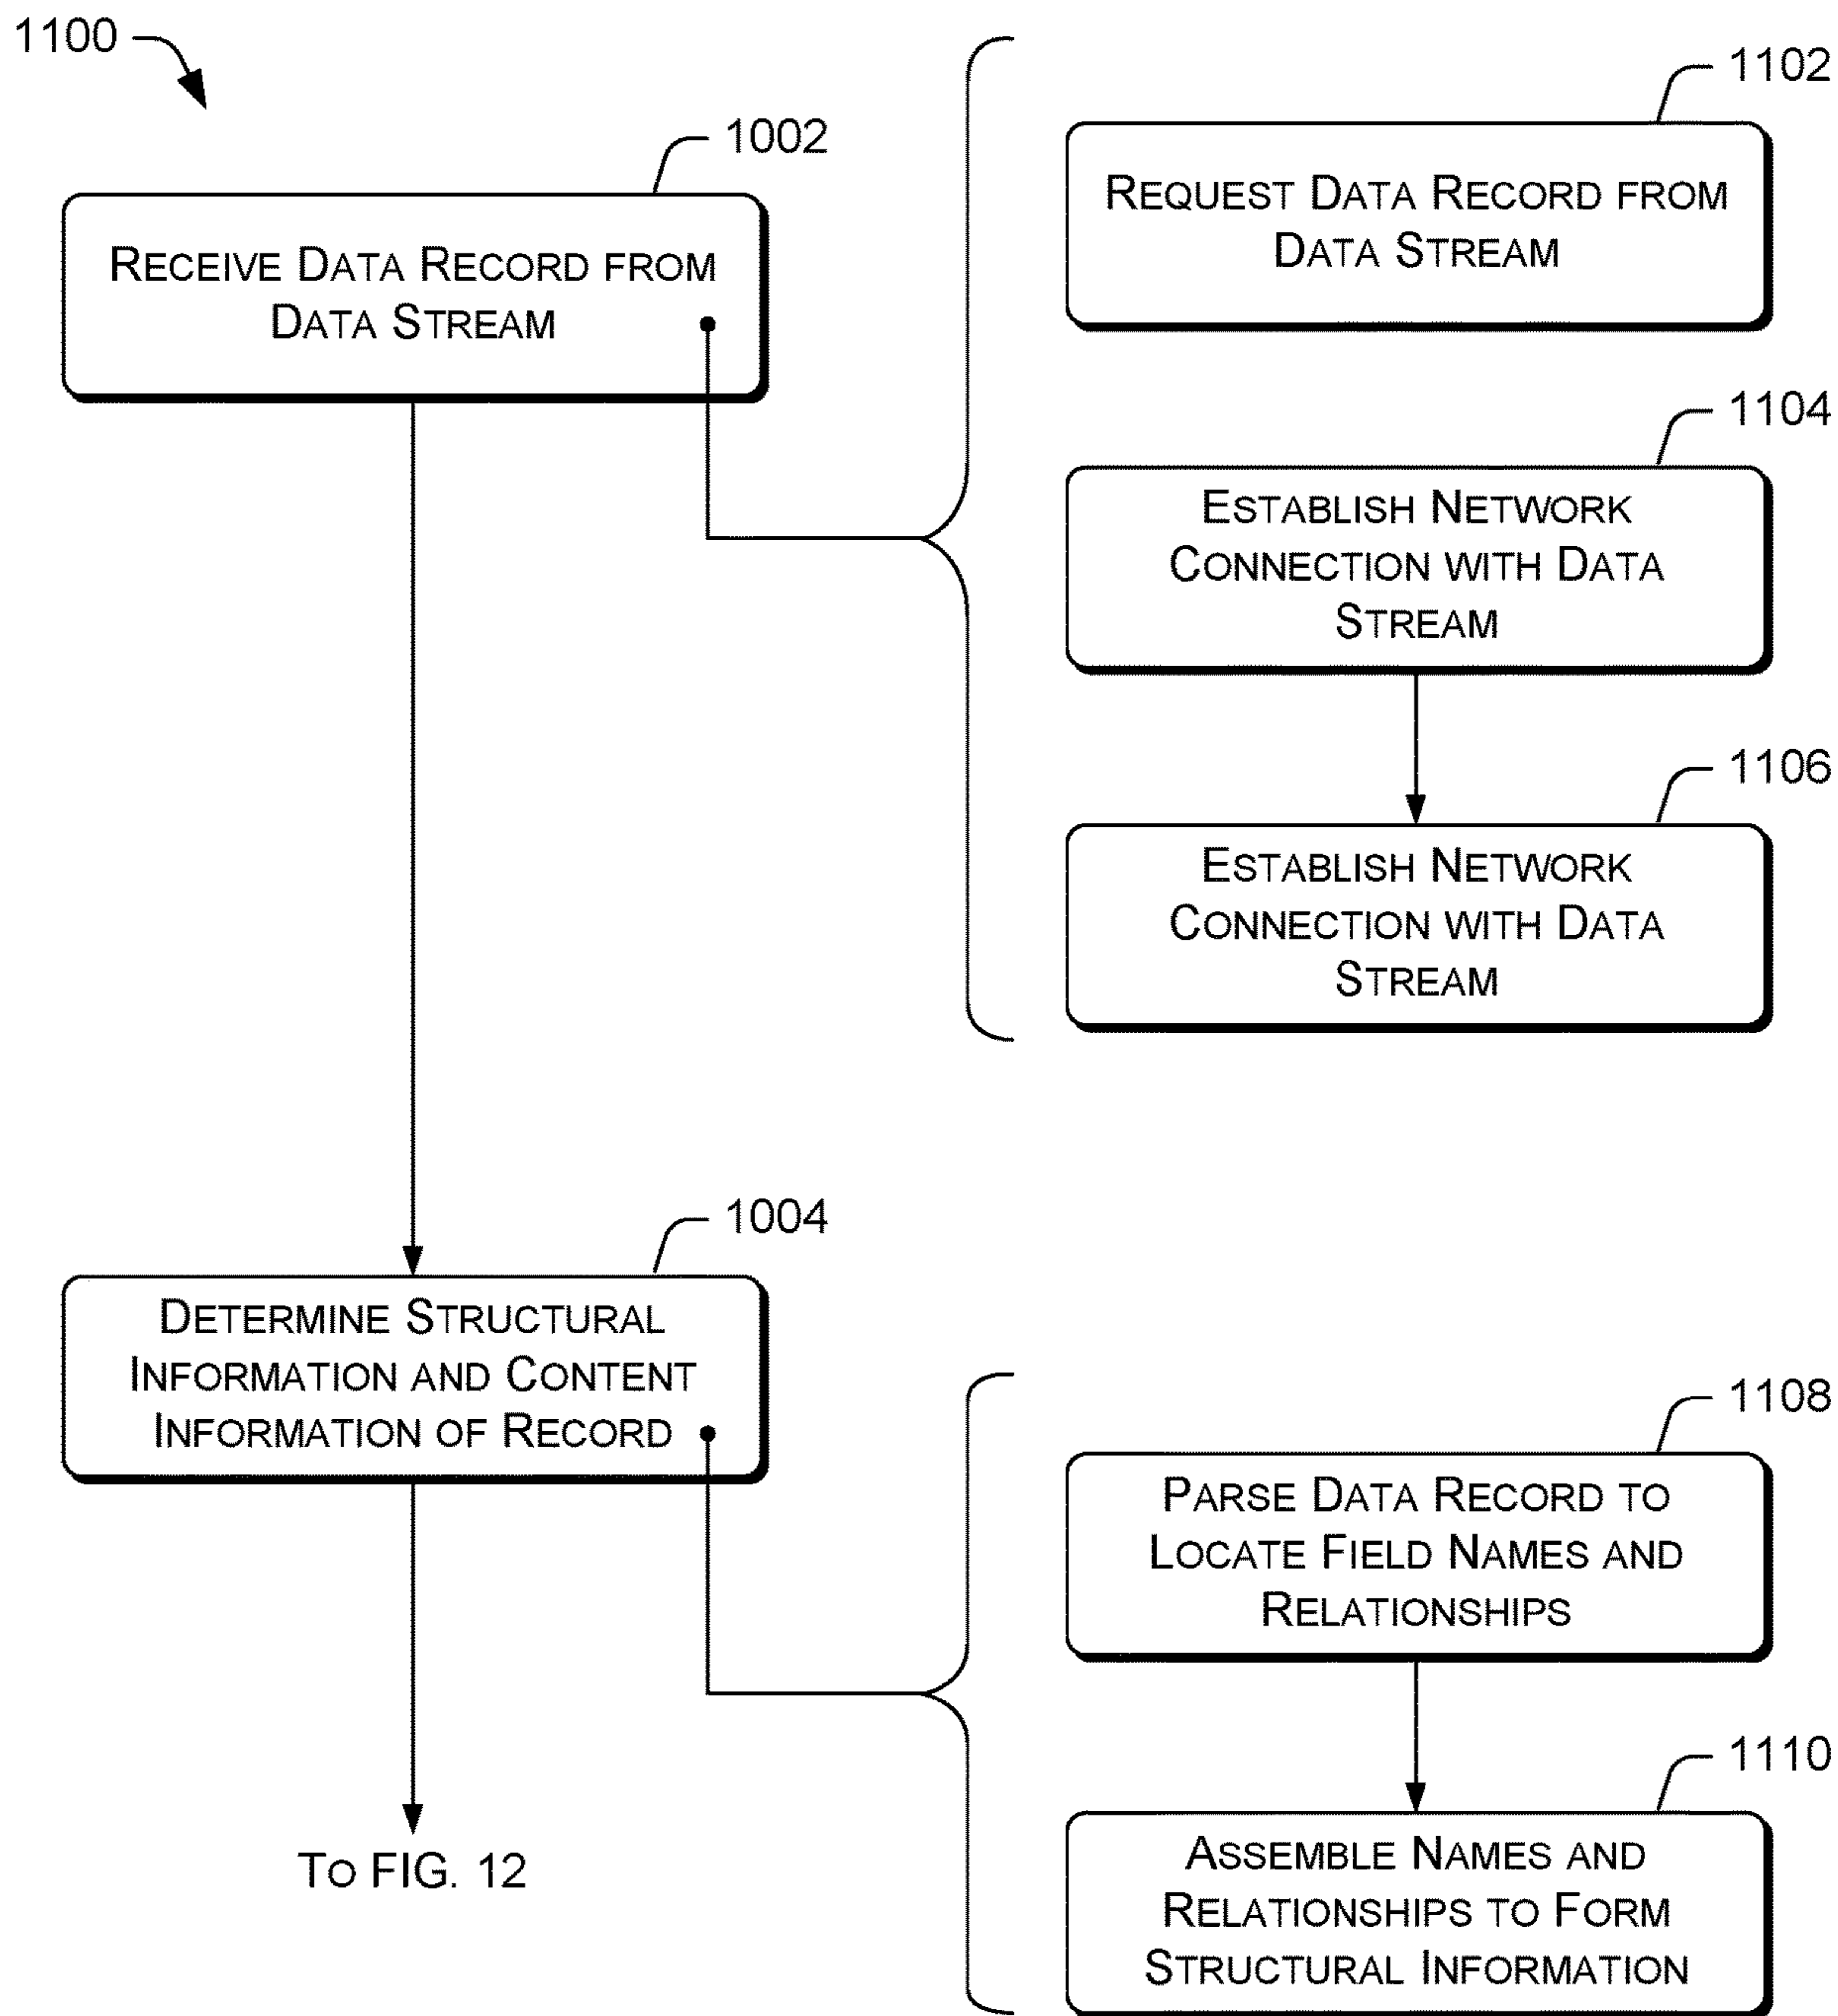 1100
1002
RECEIVE DATA RECORD FROM
DATA STREAM
1102
REQUEST DATA RECORD FROM
DATA STREAM
1104
ESTABLISH NETWORK
CONNECTION WITH DATA
STREAM
1106
ESTABLISH NETWORK
CONNECTION WITH DATA
STREAM
1004
DETERMINE STRUCTURAL
INFORMATION AND CONTENT
INFORMATION OF RECORD
1108
PARSE DATA RECORD TO
LOCATE FIELD NAMES AND
RELATIONSHIPS
1110
ASSEMBLE NAMES AND
RELATIONSHIPS TO FORM
STRUCTURAL INFORMATION
TO FIG. 12